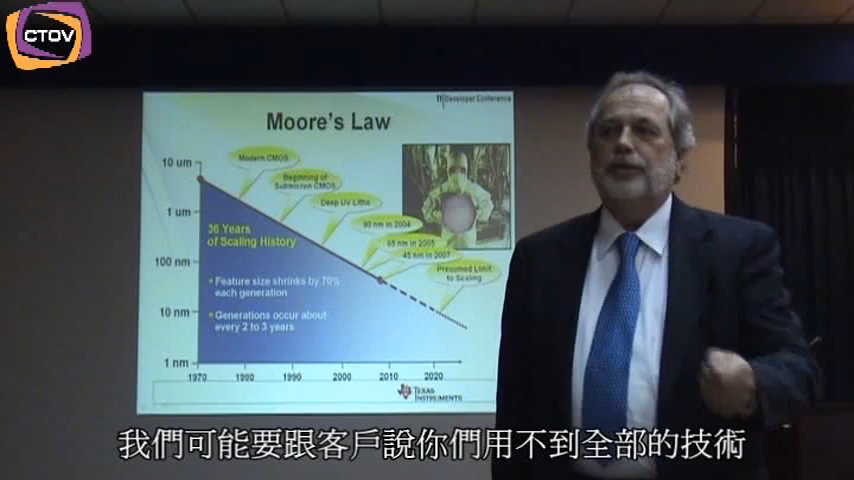 CTOV
Developer Conference
Moore's Law
10 um
1 um
100 nm
10 nm
1 nm
Modern CMOS
Beginning of
Submicron CMOS
Deep UV Litho
90 nm in 2004
65 nm in 2005
45 nm in 2007
Presumed Limit
to Scaling
36 Years
of Scaling History
Feature size shrinks by 70%
each generation
Generations occur about
every 2 to 3 years
1970
1980
1990
2000
2010
2020
TEXAS
INSTRUMENTS
我們可能要跟客戶說你們用不到全部的技術